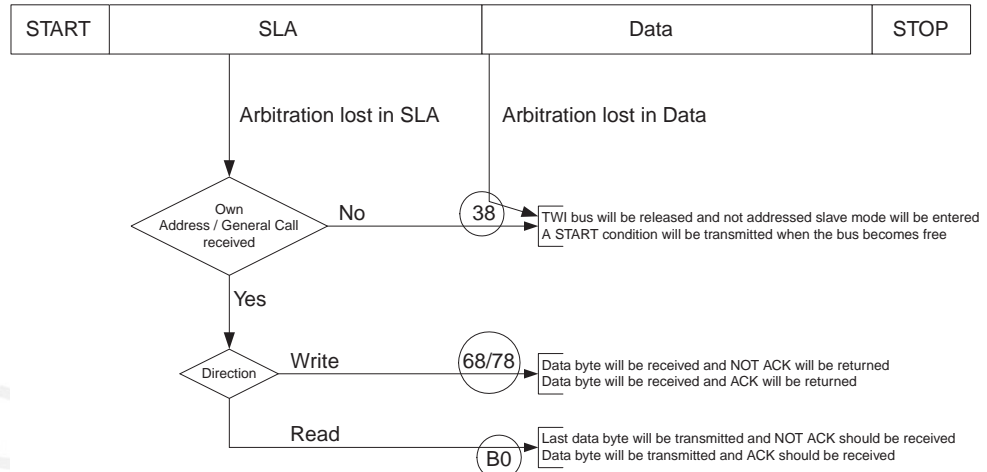 START SLA Data STOP
Arbitration lost in SLA Arbitration lost in Data
Own
Address / General Call
received
No
38
TWI bus will be released and not addressed slave mode will be entered
A START condition will be transmitted when the bus becomes free
Yes
Direction
Write
68/78
Data byte will be received and NOT ACK will be returned
Data byte will be received and ACK will be returned
Read
B0
Last data byte will be transmitted and NOT ACK should be received
Data byte will be transmitted and ACK should be received